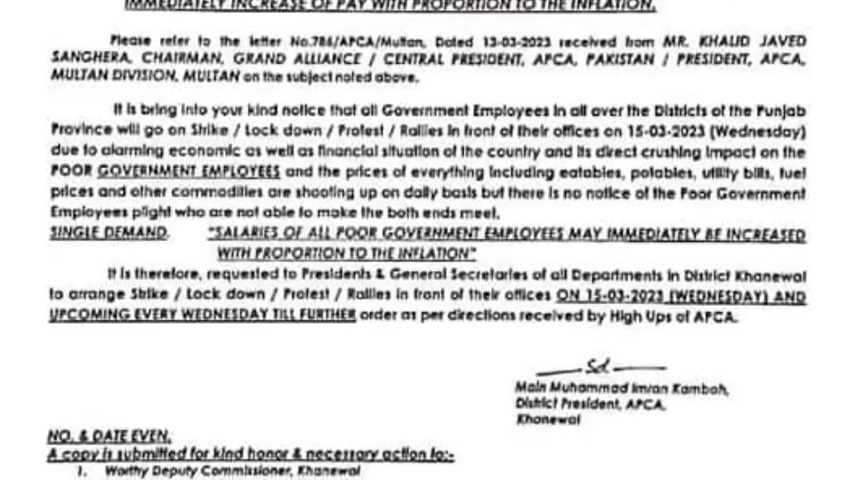 IMMEDIATELY INCREASE OF PAY WITH PROPORTION TO THE INFLATION.
Please refer to the letter No.786/APCA/Multan, Dated 13-03-2023 received from MR. KHALID JAVED
SANGHERA, CHAIRMAN, GRAND ALLIANCE / CENTRAL PRESIDENT, APCA, PAKISTAN / PRESIDENT, APCA,
MULTAN DIVISION, MULTAN on the subject noted above.
It is bring into your kind notice that all Government Employees in all over the Districts of the Punjab
Province will go on Strike / Lock down / Protest / Rallies in front of their offices on 15-03-2023 (Wednesday)
due to alarming economic as well as financial situation of the country and its direct crushing impact on the
POOR GOVERNMENT EMPLOYEES and the prices of everything including eatables, potables, utility bills, fuel
prices and other commodities are shooting up on daily basis but there is no notice of the Poor Government
Employees plight who are not able to make the both ends meet.
SINGLE DEMAND. "SALARIES OF ALL POOR GOVERNMENT EMPLOYEES MAY IMMEDIATELY BE INCREASED
WITH PROPORTION TO THE INFLATION"
It is therefore, requested to Presidents & General Secretaries of all Departments in District Khanewal
to arrange Strike / Lock down / Protest / Rallies in front of their offices ON 15-03-2023 (WEDNESDAY) AND
UPCOMING EVERY WEDNESDAY TILL FURTHER order as per directions received by High Ups of APCA.
Sd
Main Muhammad Imran Kamboh,
District President, APCA,
Khanewal
NO. & DATE EVEN.
A copy is submitted for kind honor & necessary action to:-
1. Worthy Deputy Commissioner, Khanewal